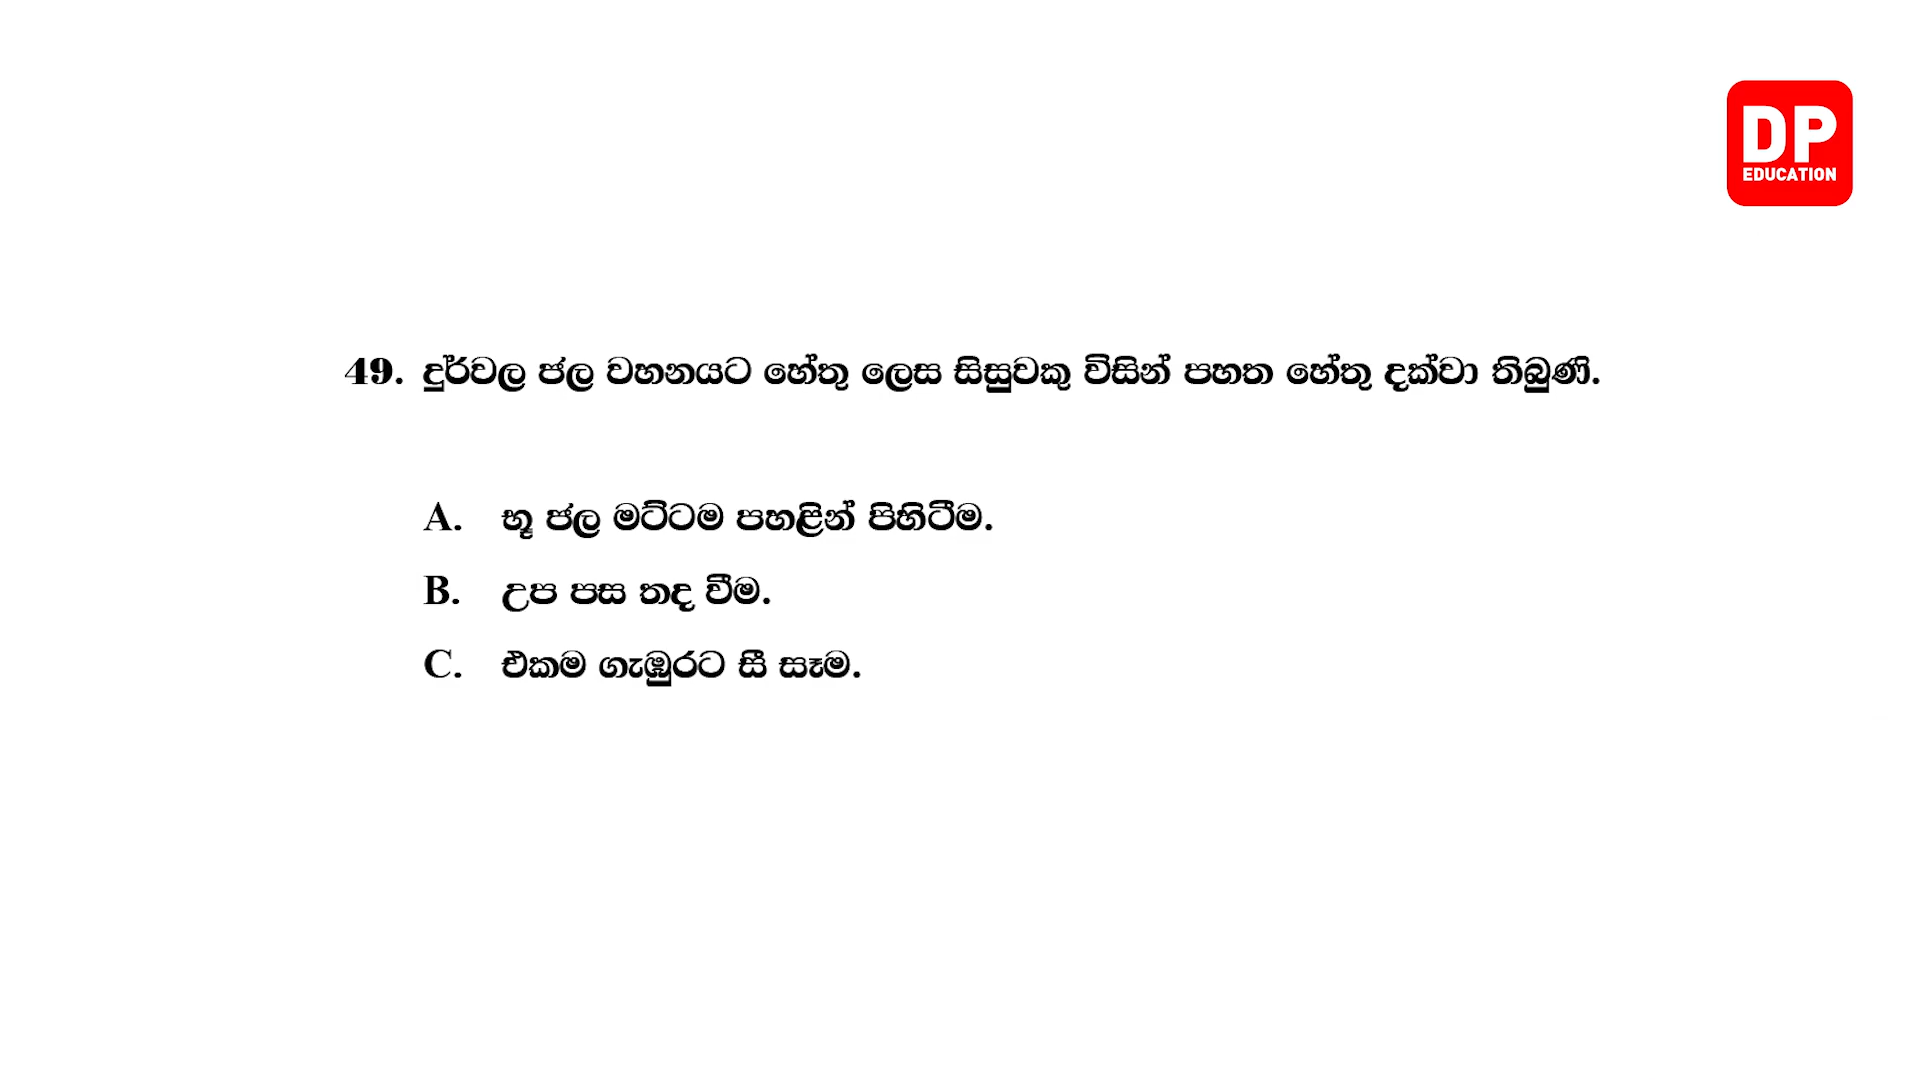 DP
EDUCATION
49. දුර්වල ජල වහනයට හේතු ලෙස සිසුවකු විසින් පහත හේතු දක්වා තිබුණි.
A. භූ ජල මට්ටම පහළින් පිහිටීම.
B. උප පස තද වීම.
C. එකම ගැඹුරට සී සෑම.